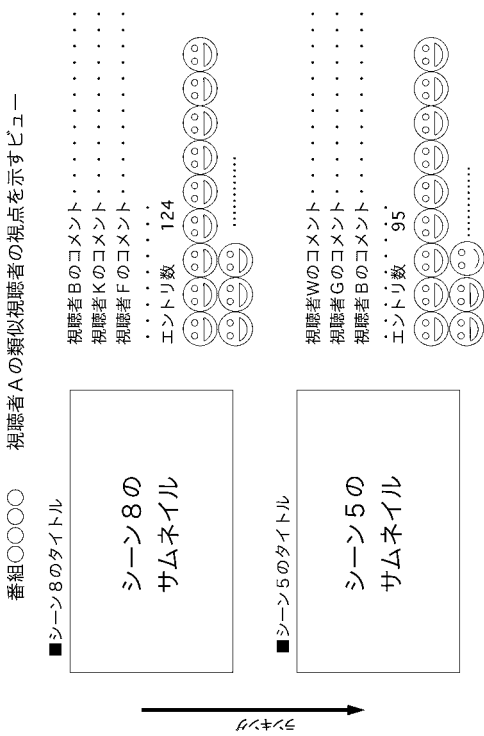 番組○○○○ 視聴者Aの類似視聴者の視点を示すビュー
■シーン8のタイトル
シーン8の
サムネイル
視聴者Bのコメント・・・・・・・・・・
視聴者Kのコメント・・・・・・・・・・
視聴者Fのコメント・・・・・・・・・・
・・・・・・・・・・
エントリ数 124
■シーン5のタイトル
シーン5の
サムネイル
視聴者Wのコメント・・・・・・・・・・
視聴者Gのコメント・・・・・・・・・・
視聴者Bのコメント・・・・・・・・・・
・・・・・・・・・・
エントリ数 95
ランキング